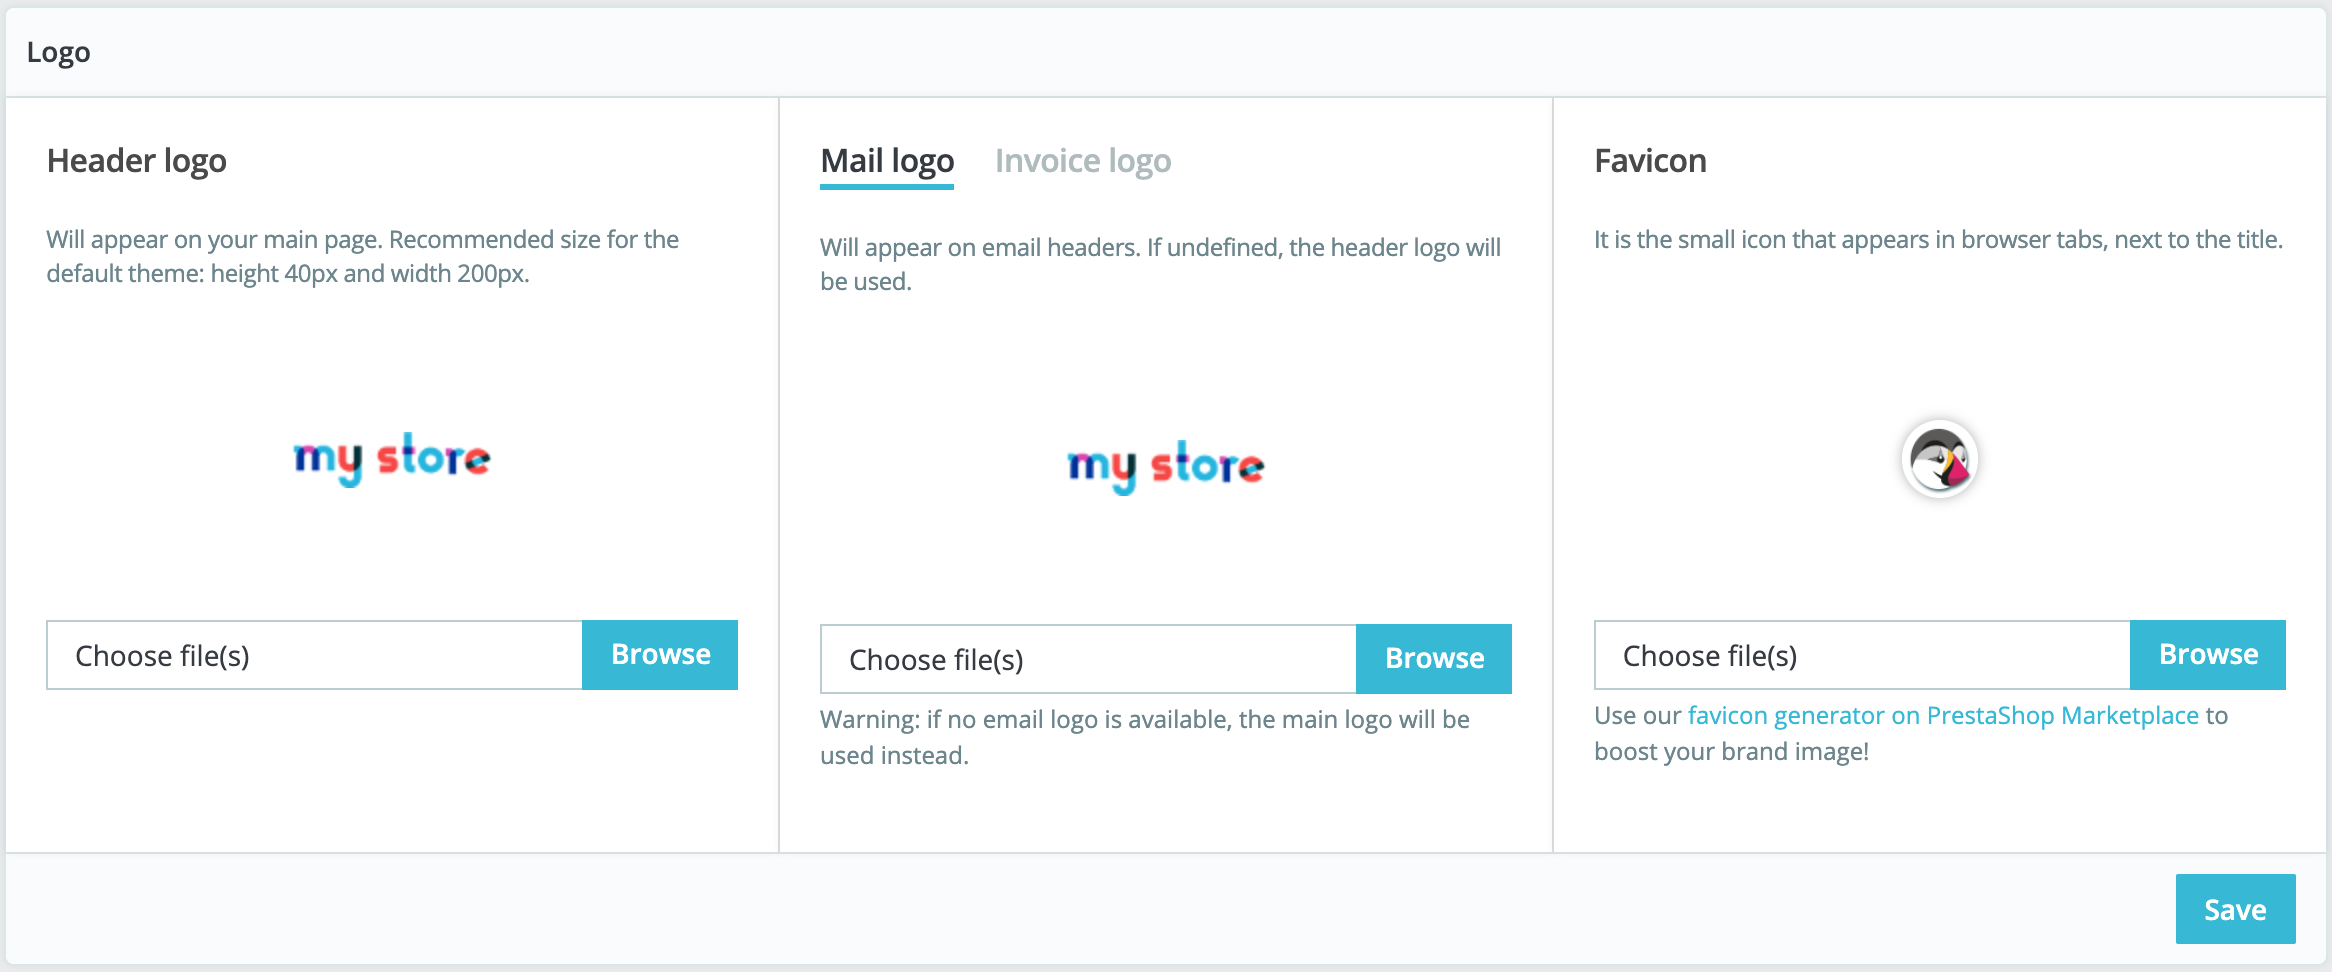 Logo
Header logo
Will appear on your main page. Recommended size for the
default theme: height 40px and width 200px.
my store
Choose file(s) Browse
Mail logo Invoice logo
Will appear on email headers. If undefined, the header logo will
be used.
my store
Choose file(s) Browse
Warning: if no email logo is available, the main logo will be
used instead.
Favicon
It is the small icon that appears in browser tabs, next to the title.
Choose file(s) Browse
Use our favicon generator on PrestaShop Marketplace to
boost your brand image!
Save